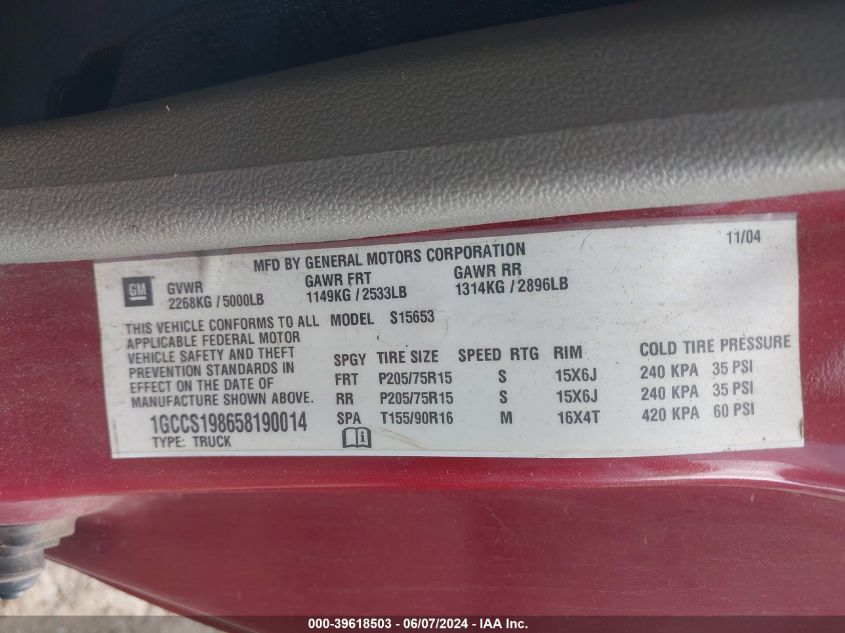 MFD BY GENERAL MOTORS CORPORATION 11/04
GM
GVWR GAWR FRT GAWR RR
2268KG / 5000LB 1149KG / 2533LB 1314KG / 2896LB
THIS VEHICLE CONFORMS TO ALL
APPLICABLE FEDERAL MOTOR
VEHICLE SAFETY AND THEFT
PREVENTION STANDARDS IN
EFFECT ON THE DATE OF
MANUFACTURE SHOWN ABOVE.
1GCCS198658190014
TYPE: TRUCK
MODEL S15653
SPGY TIRE SIZE SPEED RTG RIM COLD TIRE PRESSURE
FRT P205/75R15 S 15X6J 240 KPA 35 PSI
RR P205/75R15 S 15X6J 240 KPA 35 PSI
SPA T155/90R16 M 16X4T 420 KPA 60 PSI
000-39618503 - 06/07/2024 - IAA Inc.